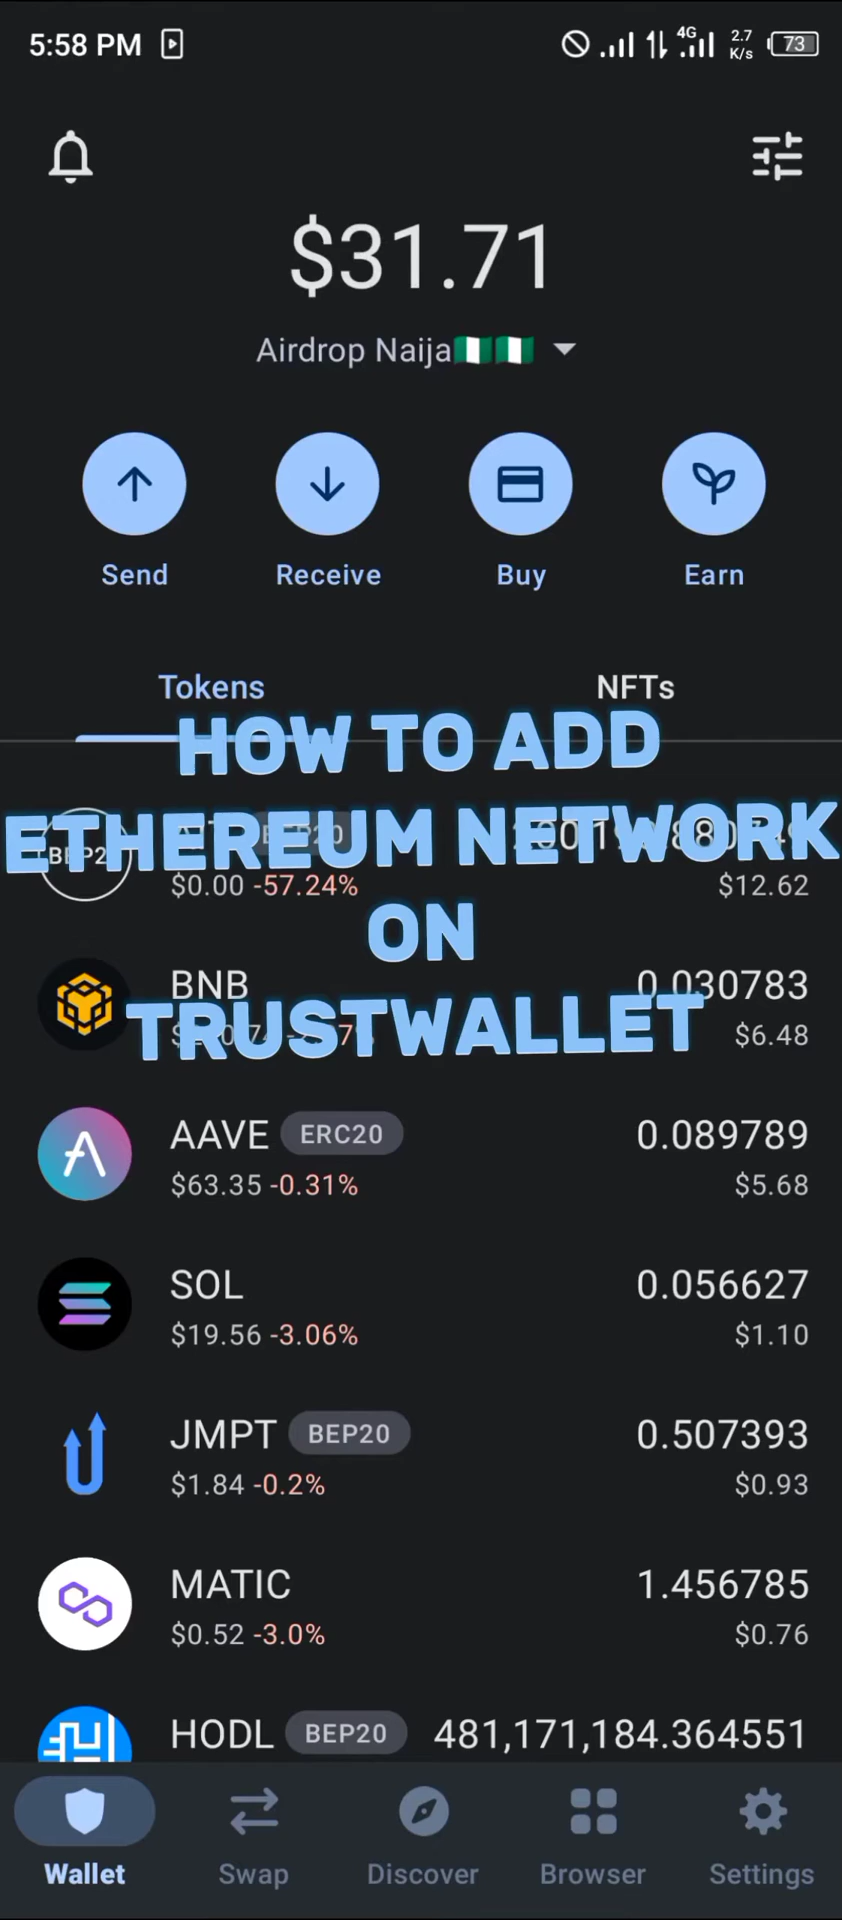 5:58 PM
4G
2.7
K/s
73
$31.71
Airdrop Naija🇳🇬🇳🇬
Send
Receive
Buy
Earn
Tokens
NFTs
HOW TO ADD
ETHEREUM NETWORK
ON
TRUSTWALLET
$0.00 -57.24%
$12.62
BNB
0.030783
$6.48
AAVE ERC20
0.089789
$63.35 -0.31%
$5.68
SOL
0.056627
$19.56 -3.06%
$1.10
JMPT BEP20
0.507393
$1.84 -0.2%
$0.93
MATIC
1.456785
$0.52 -3.0%
$0.76
HODL BEP20
481,171,184.364551
Wallet
Swap
Discover
Browser
Settings